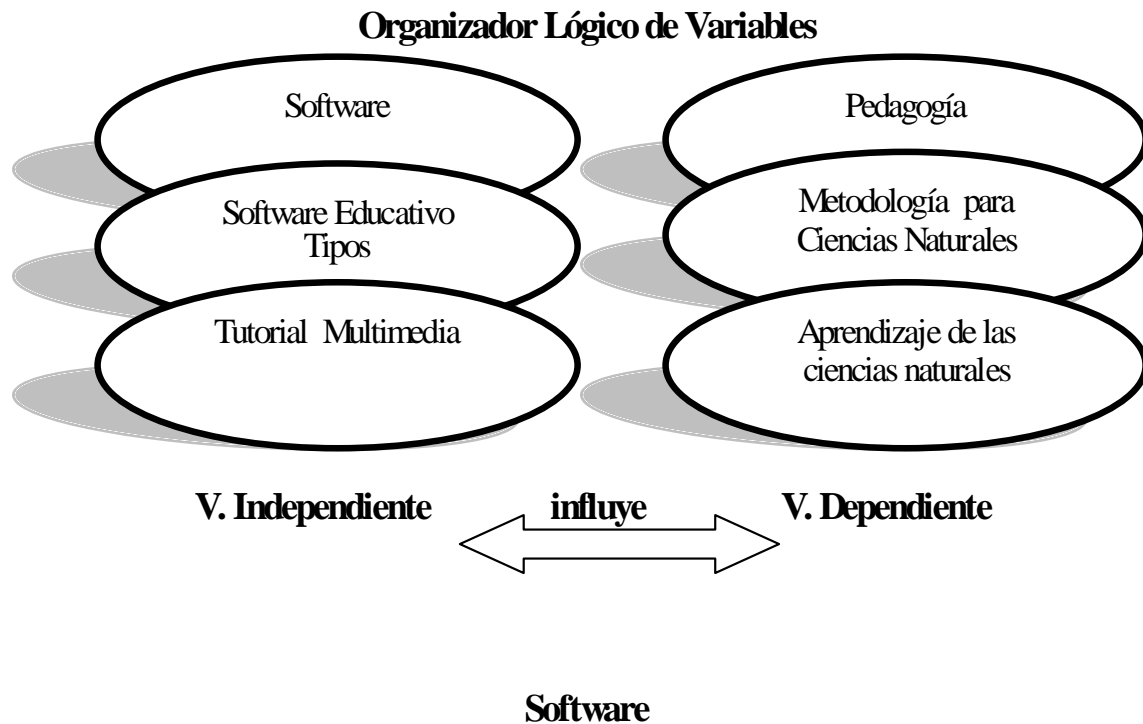 Organizador Lógico de Variables
Software
Software Educativo
Tipos
Tutorial Multimedia
Pedagogía
Metodología para
Ciencias Naturales
Aprendizaje de las
ciencias naturales
V. Independiente
influye
V. Dependiente
Software